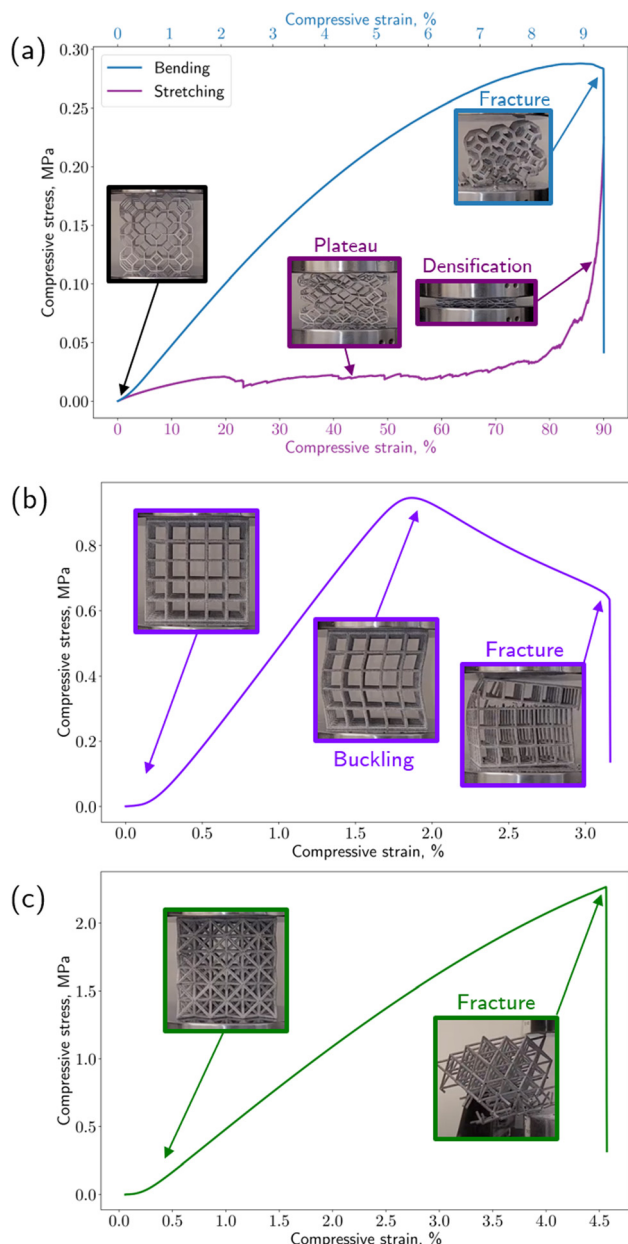 Compressive strain, %
0 1 2 3 4 5 6 7 8 9
(a)
0.30
0.25
0.20
0.15
0.10
0.05
0.00
Compressive stress, MPa
Bending
Stretching
Fracture
Plateau
Densification
0 10 20 30 40 50 60 70 80 90
Compressive strain, %
(b)
0.8
0.6
0.4
0.2
0.0
Compressive stress, MPa
Buckling
Fracture
0.0 0.5 1.0 1.5 2.0 2.5 3.0
Compressive strain, %
(c)
2.0
1.5
1.0
0.5
0.0
Compressive stress, MPa
Fracture
0.0 0.5 1.0 1.5 2.0 2.5 3.0 3.5 4.0 4.5
Compressive strain, %